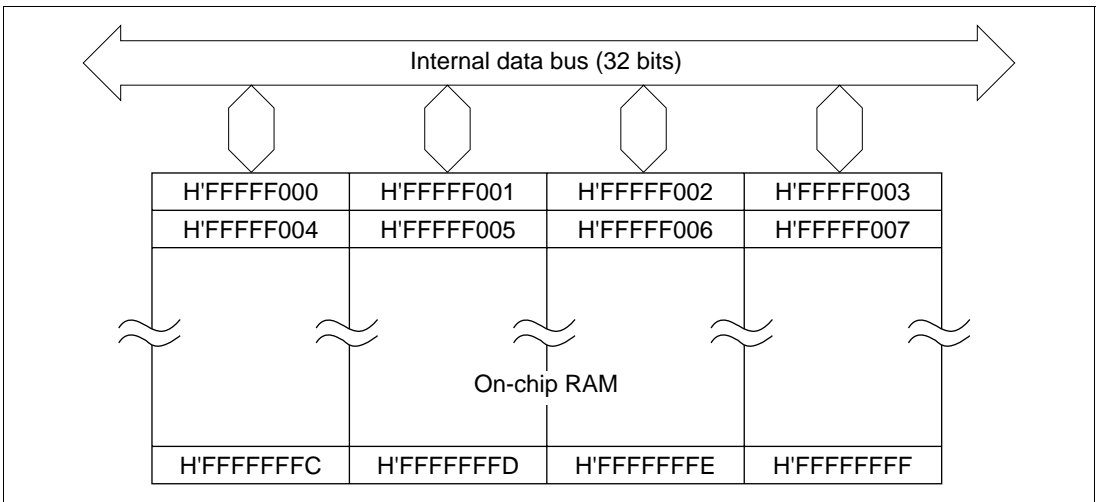 Internal data bus (32 bits)
H'FFFFF000 H'FFFFF001 H'FFFFF002 H'FFFFF003
H'FFFFF004 H'FFFFF005 H'FFFFF006 H'FFFFF007
On-chip RAM
H'FFFFFFFC H'FFFFFFFD H'FFFFFFFE H'FFFFFFFF